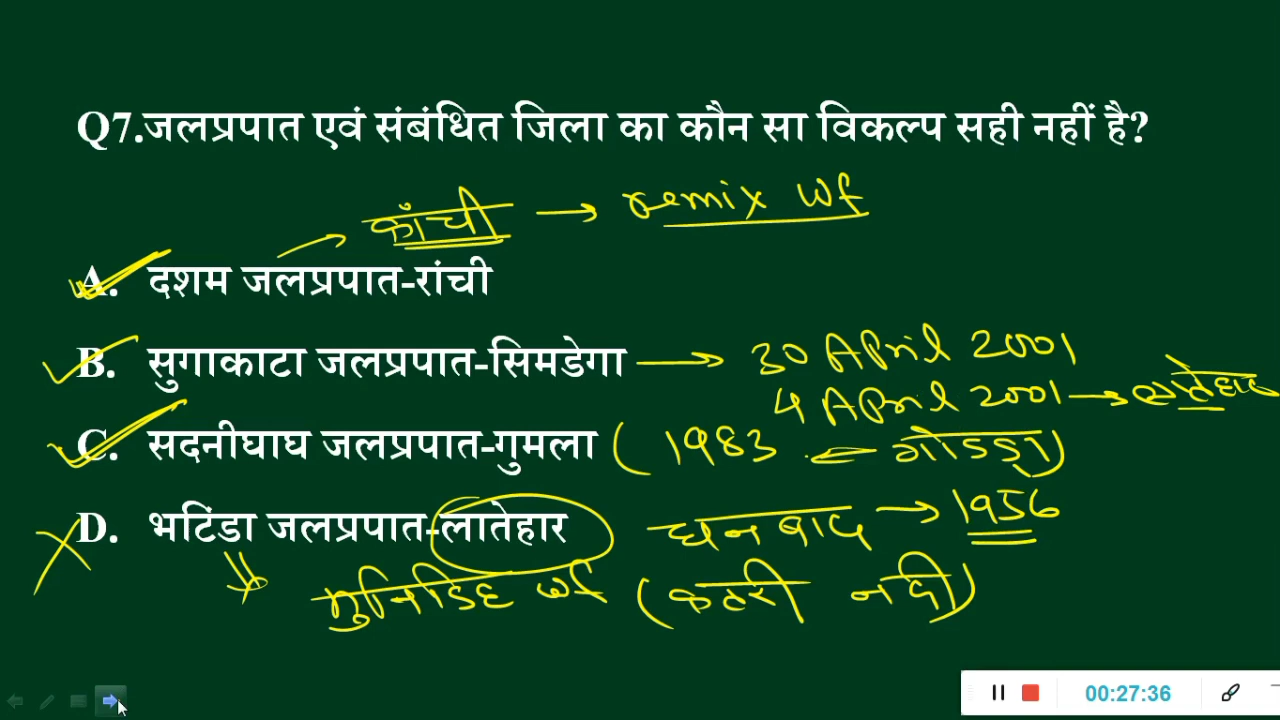 Q7.जलप्रपात एवं संबंधित जिला का कौन सा विकल्प सही नहीं है?
काँची → remix wf
A. दशम जलप्रपात-रांची
B. सुगाकाटा जलप्रपात-सिमडेगा → 30 April 2001
4 April 2001 → लातेहार
C. सदनीघाघ जलप्रपात-गुमला ( 1983 ← गोड्डा)
D. भटिंडा जलप्रपात-लातेहार धनबाद → 1956
मुनिडिह wf (कटरी नदी)
00:27:36